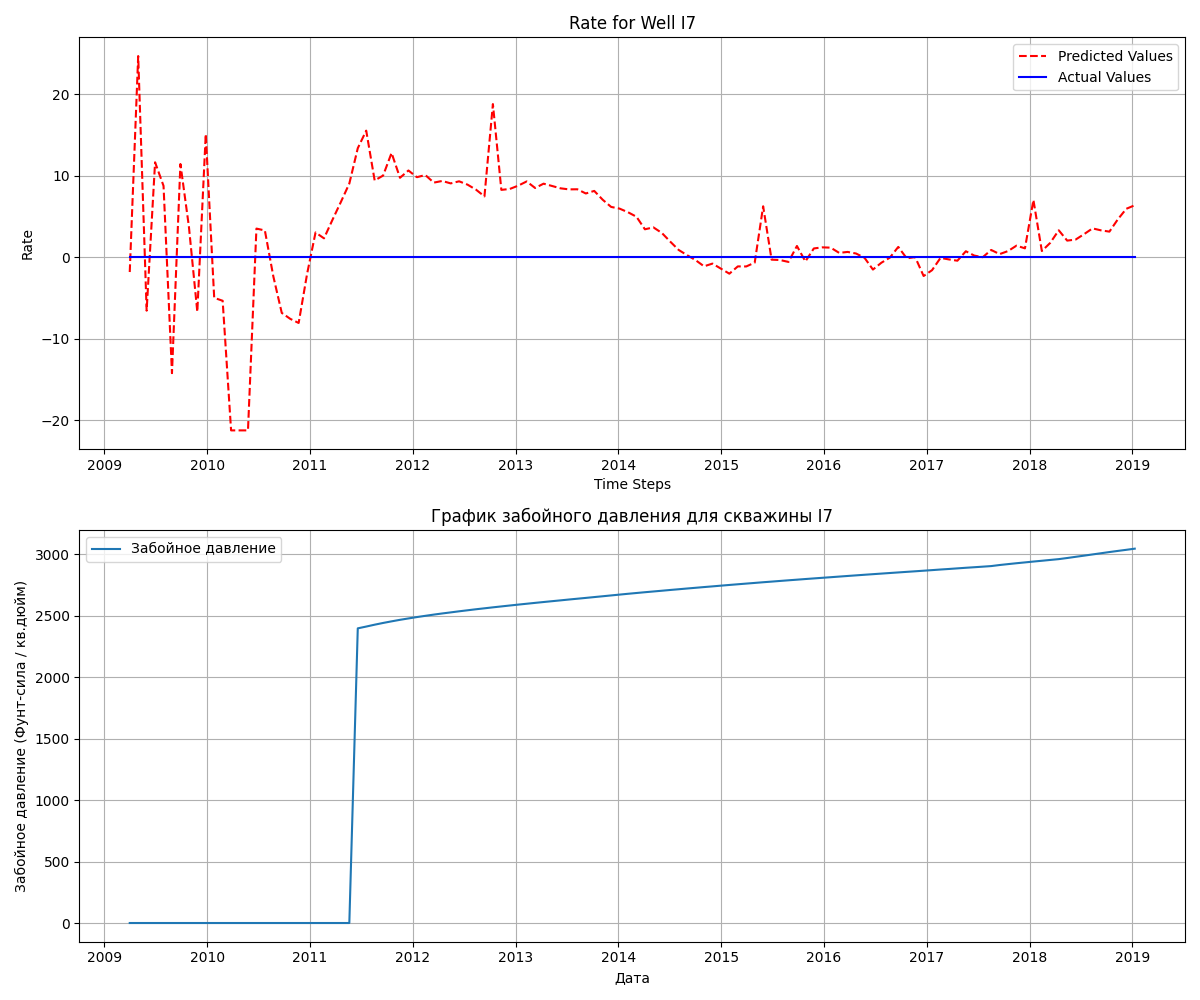 Rate for Well I7
Predicted Values
Actual Values
20
10
0
−10
−20
Rate
2009 2010 2011 2012 2013 2014 2015 2016 2017 2018 2019
Time Steps
График забойного давления для скважины I7
Забойное давление
3000
2500
2000
1500
1000
500
0
Забойное давление (Фунт-сила / кв.дюйм)
2009 2010 2011 2012 2013 2014 2015 2016 2017 2018 2019
Дата